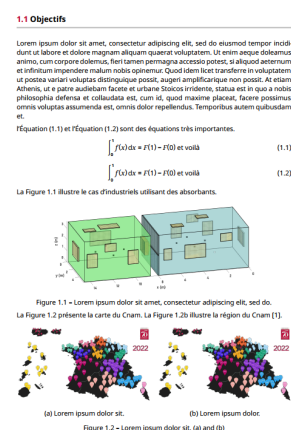 1.1 Objectifs
Lorem ipsum dolor sit amet, consectetur adipiscing elit, sed do eiusmod tempor incidi
dunt ut labore et dolore magnam aliquam quaerat voluptatem. Ut enim aeque doleamus
animo, cum corpore dolemus, fieri tamen permagna accessio potest, si aliquod aeternum
et infinitum impendere malum nobis opinemur. Quod idem licet transferre in voluptatem
ut postea variari voluptas distinguique possit, augeri amplificarique non possit. At etiam
Athenis, ut e patre audiebam facete et urbane Stoicos irridente, statua est in quo a nobis
philosophia defensa et collaudata est, cum id, quod maxime placeat, facere possimus
omnis voluptas assumenda est, omnis dolor repellendus. Temporibus autem quibusdam
et.
l'Équation (1.1) et l'Équation (1.2) sont des équations très importantes.
∫₀¹ f(x) dx = F(1) − F(0) et voilà (1.1)
∫₀¹ f(x) dx = F(1) − F(0) et voilà (1.2)
La Figure 1.1 illustre le cas d'industriels utilisant des absorbants.
Figure 1.1 – Lorem ipsum dolor sit amet, consectetur adipiscing elit, sed do.
La Figure 1.2 présente la carte du Cnam. La Figure 1.2b illustre la région du Cnam [1].
2022
2022
(a) Lorem ipsum dolor sit.
(b) Lorem ipsum dolor.
Figure 1.2 – Lorem ipsum dolor sit. (a) and (b)